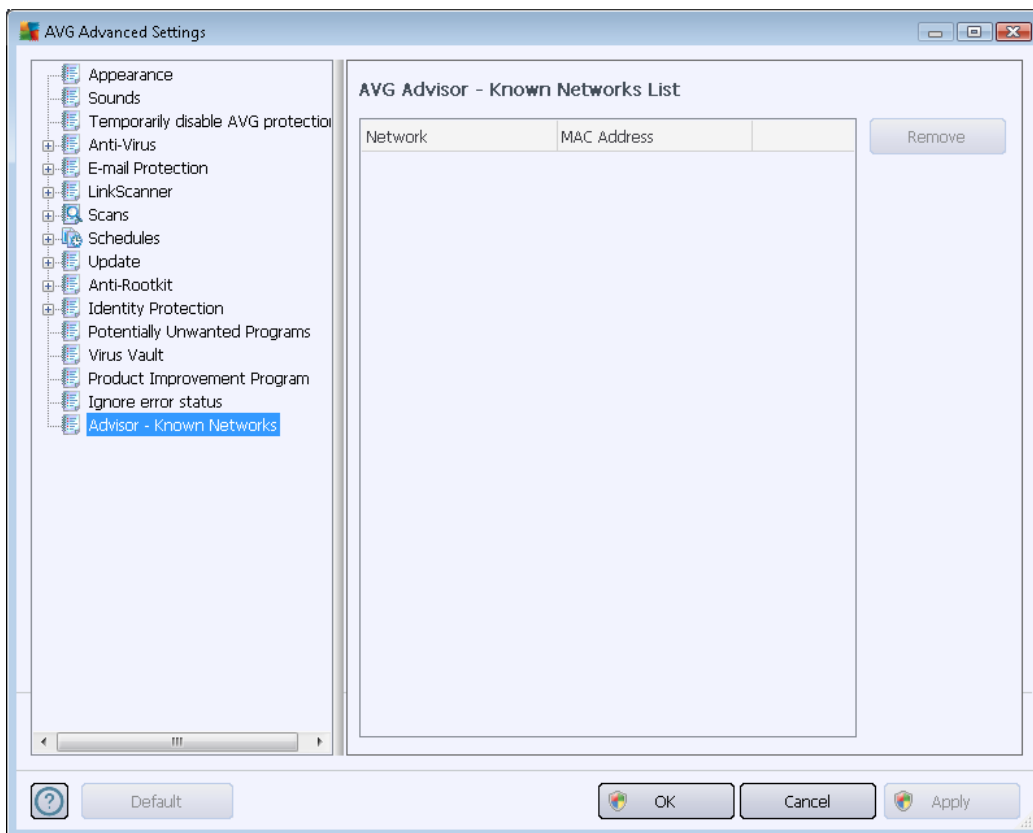 AVG Advanced Settings
Appearance
Sounds
Temporarily disable AVG protection
Anti-Virus
E-mail Protection
LinkScanner
Scans
Schedules
Update
Anti-Rootkit
Identity Protection
Potentially Unwanted Programs
Virus Vault
Product Improvement Program
Ignore error status
Advisor - Known Networks
AVG Advisor - Known Networks List
Network MAC Address
Remove
Default
OK
Cancel
Apply